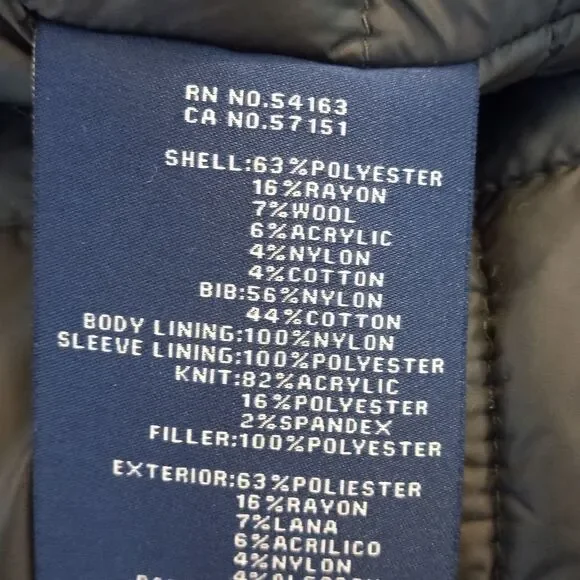 RN NO.54163
CA NO.57151
SHELL:63%POLYESTER
16%RAYON
7%WOOL
6%ACRYLIC
4%NYLON
4%COTTON
BIB:56%NYLON
44%COTTON
BODY LINING:100%NYLON
SLEEVE LINING:100%POLYESTER
KNIT:82%ACRYLIC
16%POLYESTER
2%SPANDEX
FILLER:100%POLYESTER
EXTERIOR:63%POLIESTER
16%RAYON
7%LANA
6%ACRILICO
4%NYLON